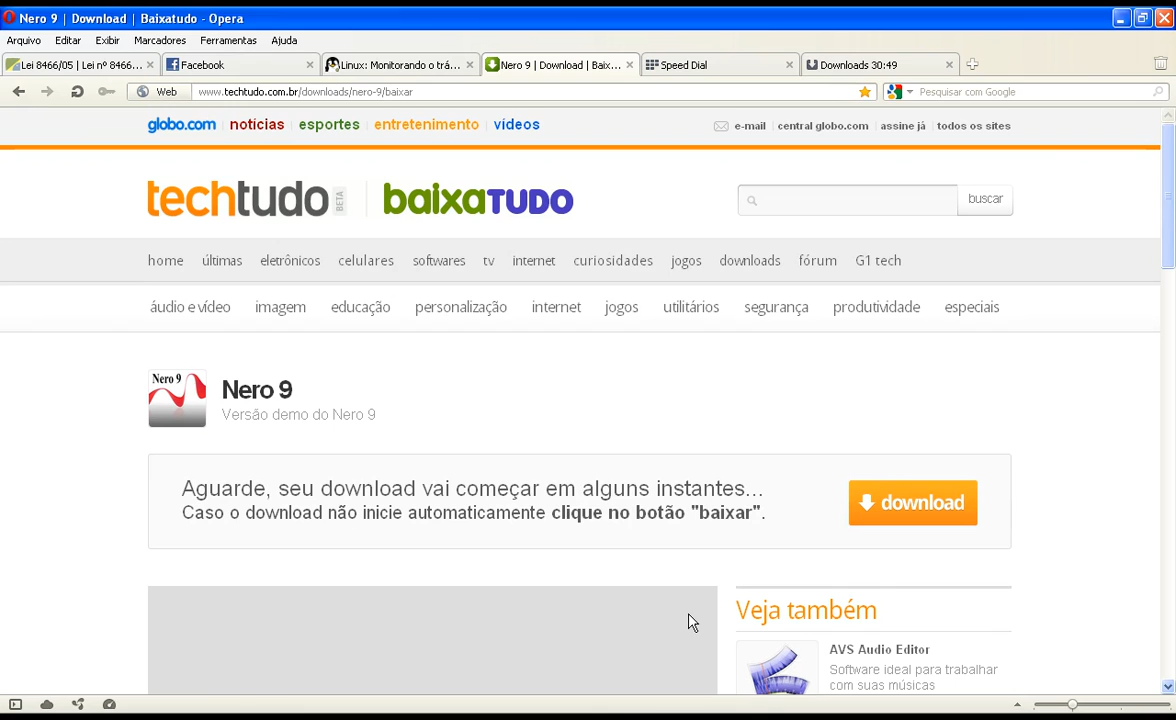 Nero 9 | Download | Baixatudo - Opera
Arquivo Editar Exibir Marcadores Ferramentas Ajuda
Lei 8466/05 | Lei nº 8466... Facebook Linux: Monitorando o trá... Nero 9 | Download | Baix... Speed Dial Downloads 30:49
Web www.techtudo.com.br/downloads/nero-9/baixar Pesquisar com Google
globo.com notícias esportes entretenimento vídeos e-mail central globo.com assine já todos os sites
techtudo BETA baixaTUDO buscar
home últimas eletrônicos celulares softwares tv internet curiosidades jogos downloads fórum G1 tech
áudio e vídeo imagem educação personalização internet jogos utilitários segurança produtividade especiais
Nero 9
Nero 9
Versão demo do Nero 9
Aguarde, seu download vai começar em alguns instantes...
Caso o download não inicie automaticamente clique no botão "baixar".
download
Veja também
AVS Audio Editor
Software ideal para trabalhar
com suas músicas